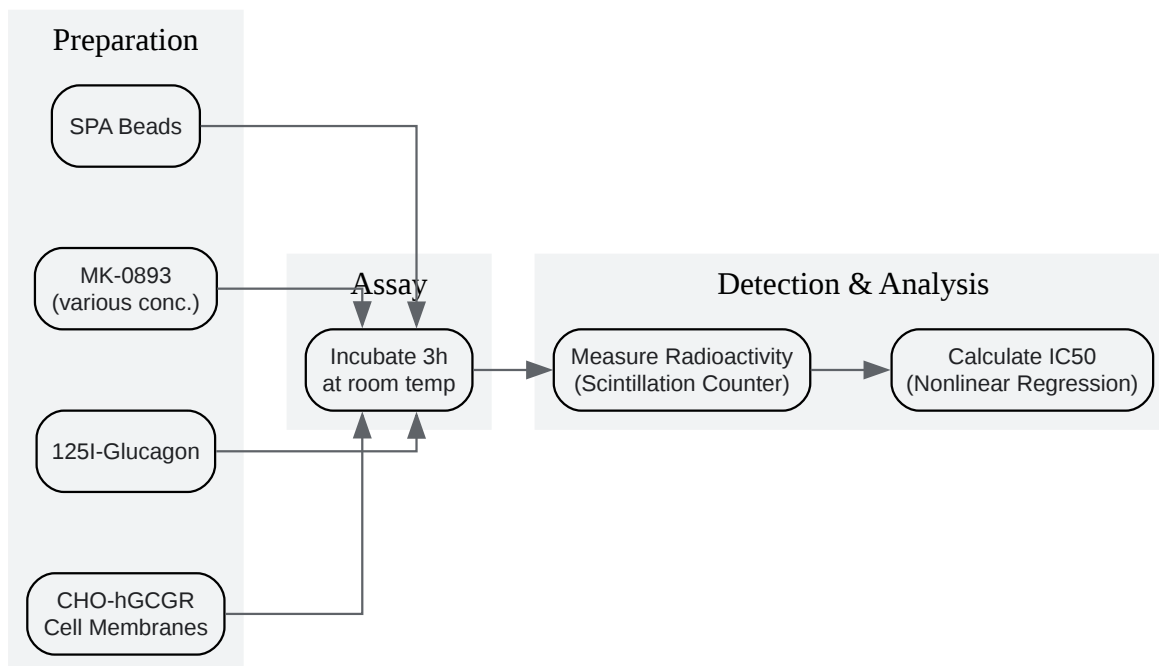 Preparation
SPA Beads
MK-0893
(various conc.)
125I-Glucagon
CHO-hGCGR
Cell Membranes
Assay
Incubate 3h
at room temp
Detection & Analysis
Measure Radioactivity
(Scintillation Counter)
Calculate IC50
(Nonlinear Regression)